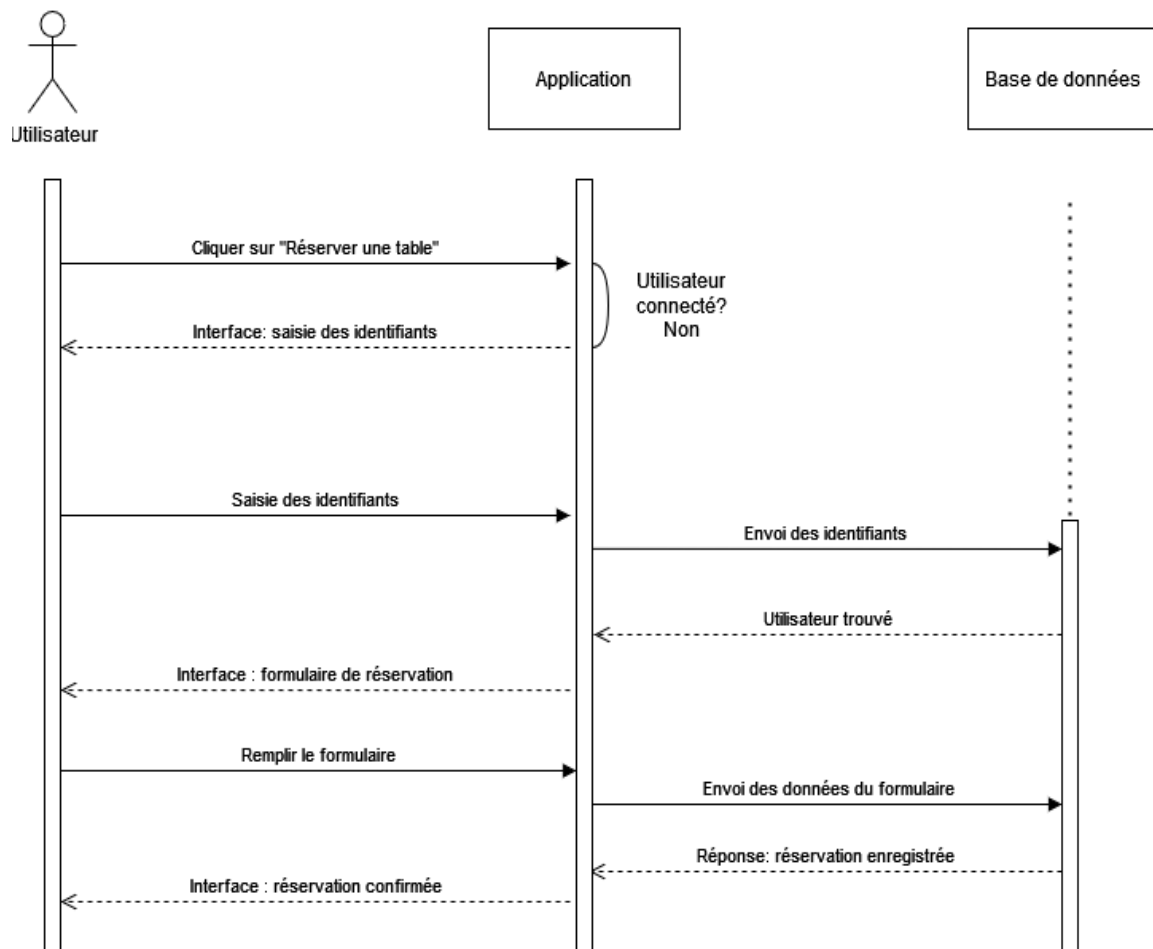 Utilisateur
Application
Base de données
Cliquer sur "Réserver une table"
Utilisateur
connecté?
Non
Interface: saisie des identifiants
Saisie des identifiants
Envoi des identifiants
Utilisateur trouvé
Interface : formulaire de réservation
Remplir le formulaire
Envoi des données du formulaire
Réponse: réservation enregistrée
Interface : réservation confirmée